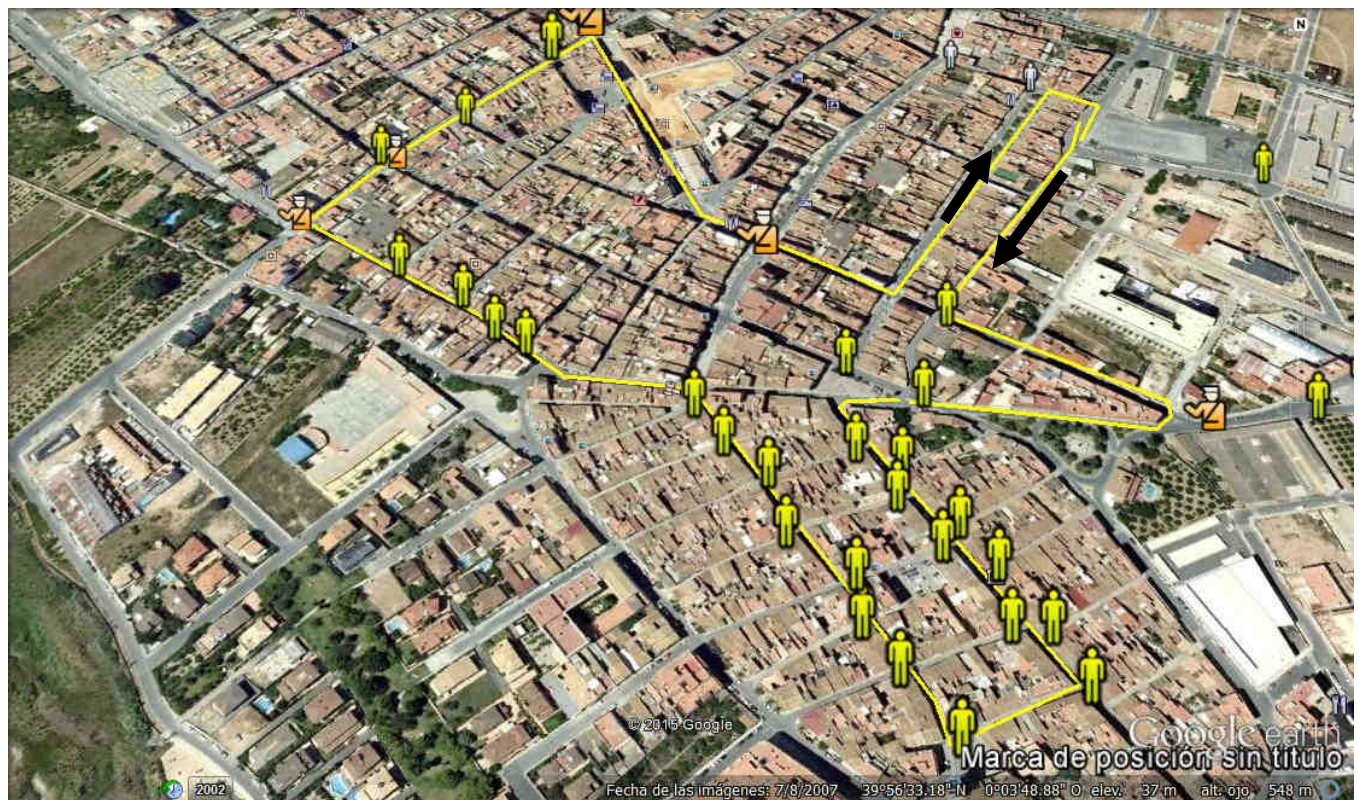 N
© 2015 Google
Google earth
Marca de posición sin título
2002
Fecha de las imágenes: 7/8/2007 39°56'33.18" N 0°03'48.88" O elev. 37 m alt. ojo 548 m